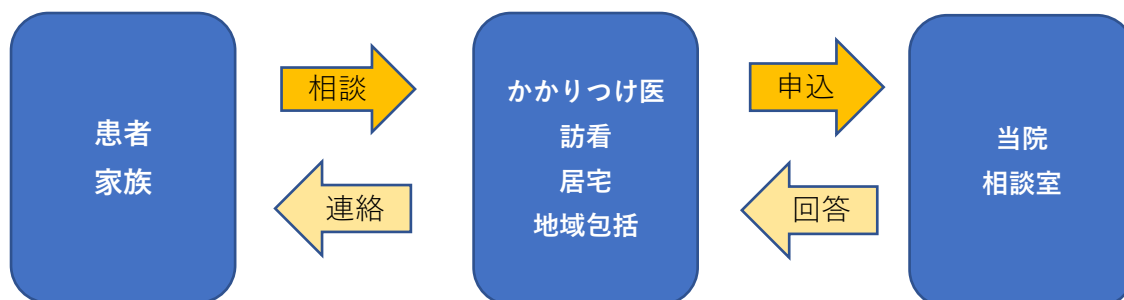 患者
家族
相談
連絡
かかりつけ医
訪看
居宅
地域包括
申込
回答
当院
相談室